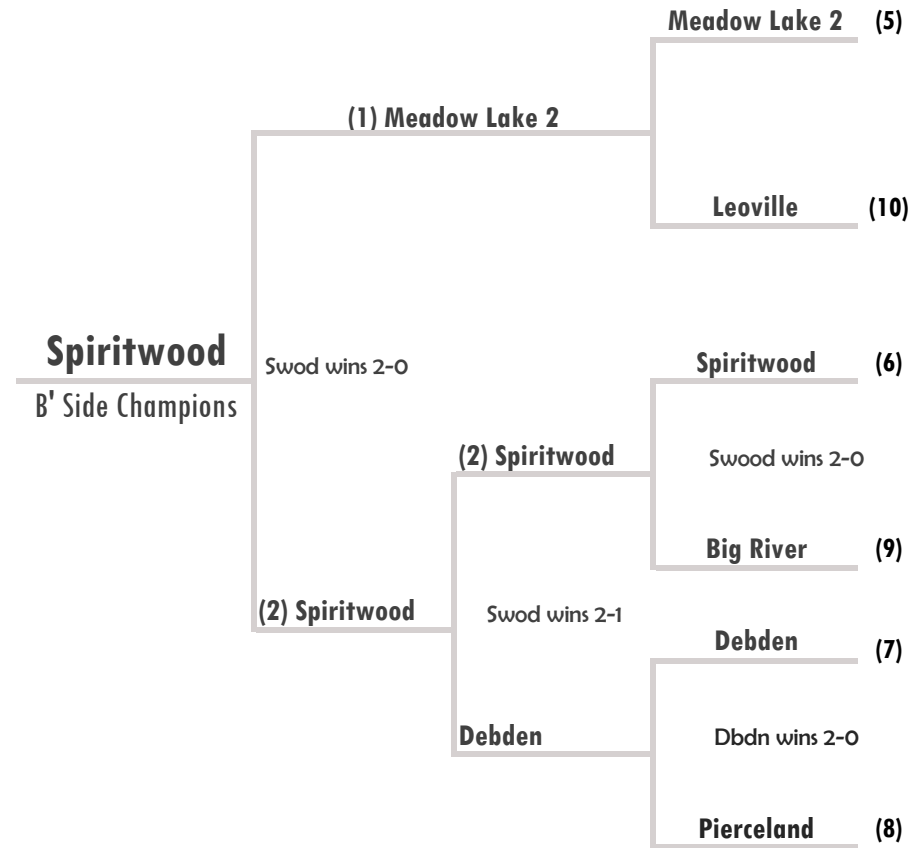 Meadow Lake 2 (5)
(1) Meadow Lake 2
Leoville (10)
Spiritwood
Swod wins 2-0
B' Side Champions
Spiritwood (6)
(2) Spiritwood
Swood wins 2-0
Big River (9)
(2) Spiritwood
Swod wins 2-1
Debden (7)
Debden
Dbdn wins 2-0
Pierceland (8)